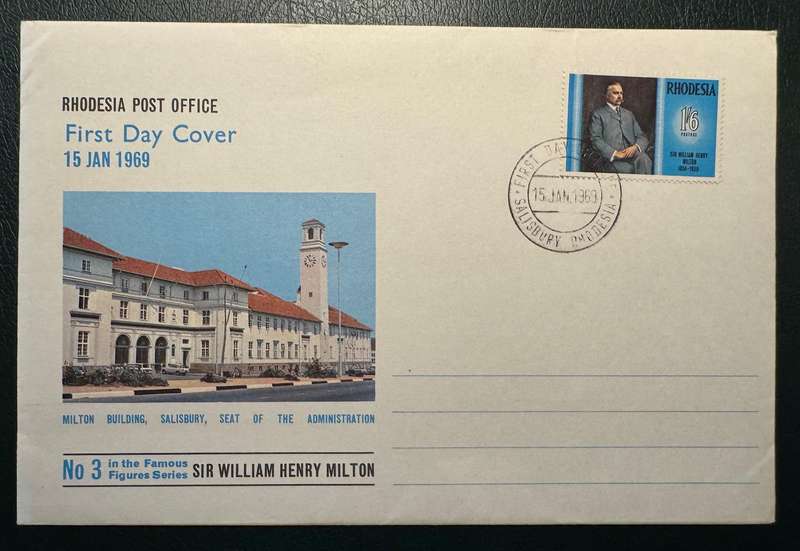 RHODESIA POST OFFICE
First Day Cover
15 JAN 1969
RHODESIA
1/6
POSTAGE
SIR WILLIAM HENRY
MILTON
1854-1930
FIRST DAY
15.JAN.1969
SALISBURY RHODESIA
MILTON BUILDING, SALISBURY, SEAT OF THE ADMINISTRATION
No 3 in the Famous
Figures Series
SIR WILLIAM HENRY MILTON